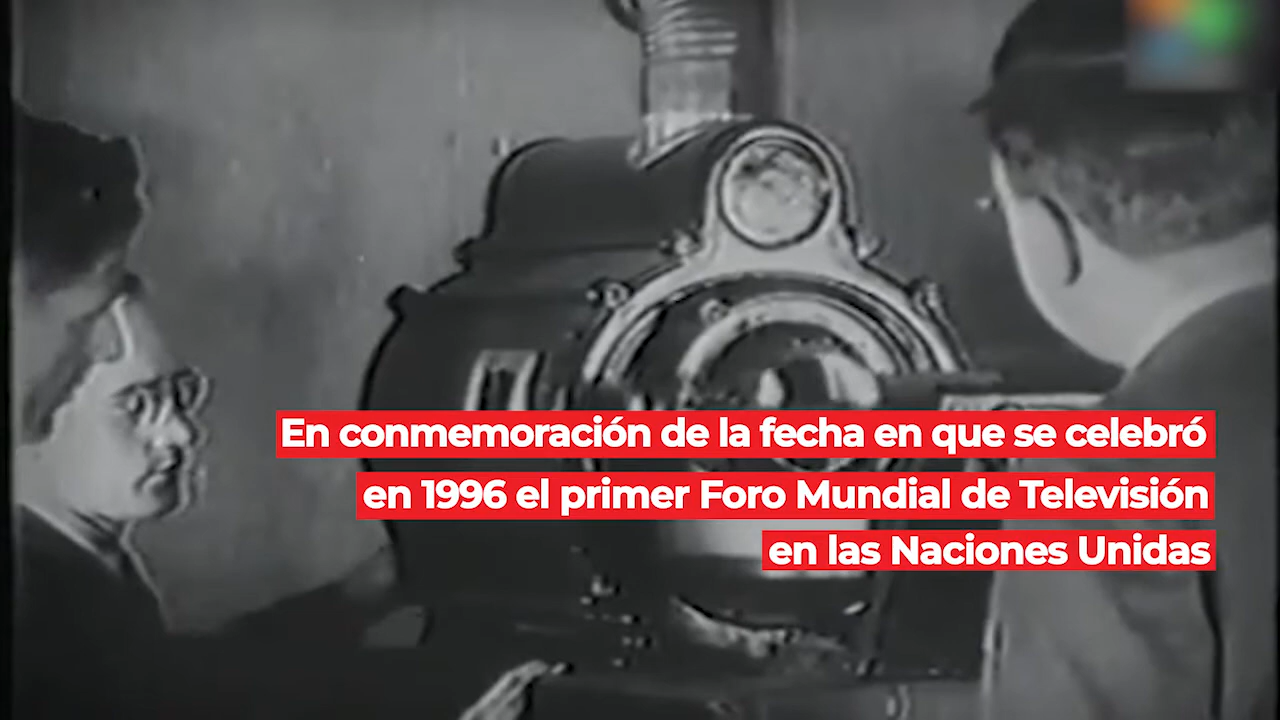 En conmemoración de la fecha en que se celebró
en 1996 el primer Foro Mundial de Televisión
en las Naciones Unidas